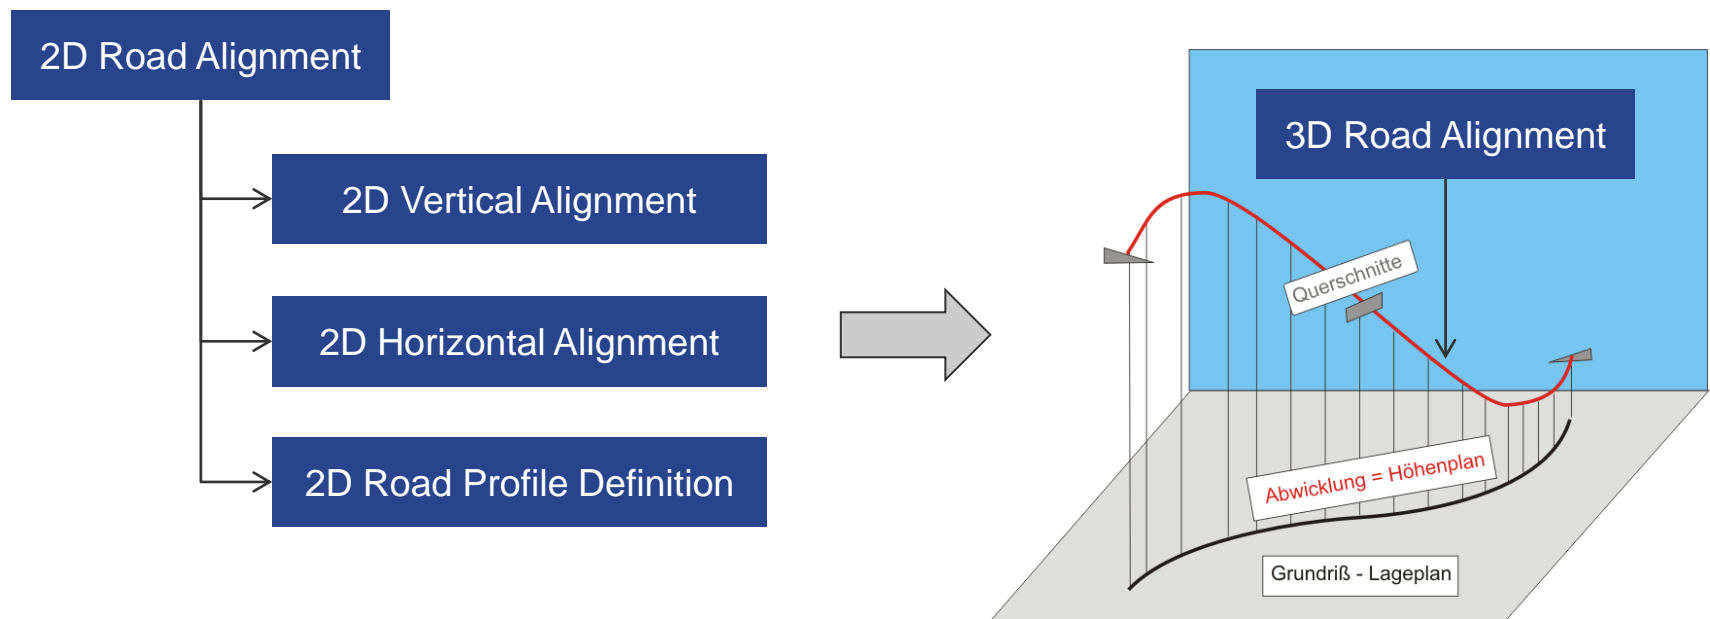 2D Road Alignment
2D Vertical Alignment
2D Horizontal Alignment
2D Road Profile Definition
3D Road Alignment
Querschnitte
Abwicklung = Höhenplan
Grundriß - Lageplan